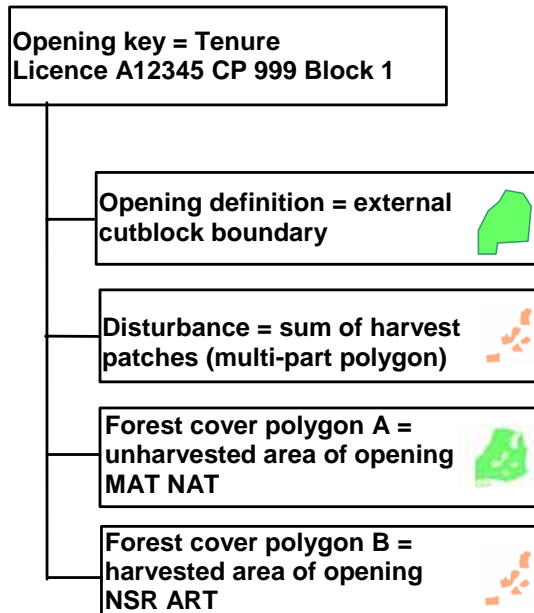 Opening key = Tenure
Licence A12345 CP 999 Block 1
Opening definition = external
cutblock boundary
Disturbance = sum of harvest
patches (multi-part polygon)
Forest cover polygon A =
unharvested area of opening
MAT NAT
Forest cover polygon B =
harvested area of opening
NSR ART